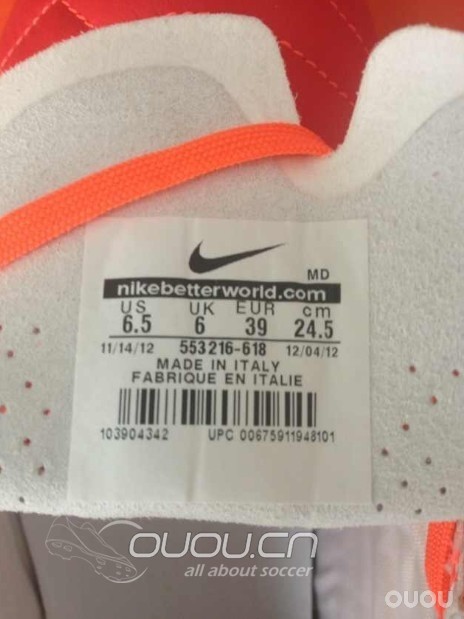 MD
nikebetterworld.com
US UK EUR cm
6.5 6 39 24.5
11/14/12 553216-618 12/04/12
MADE IN ITALY
FABRIQUE EN ITALIE
103904342 UPC 00675911948101
OUOU.CN
all about soccer
OUOU